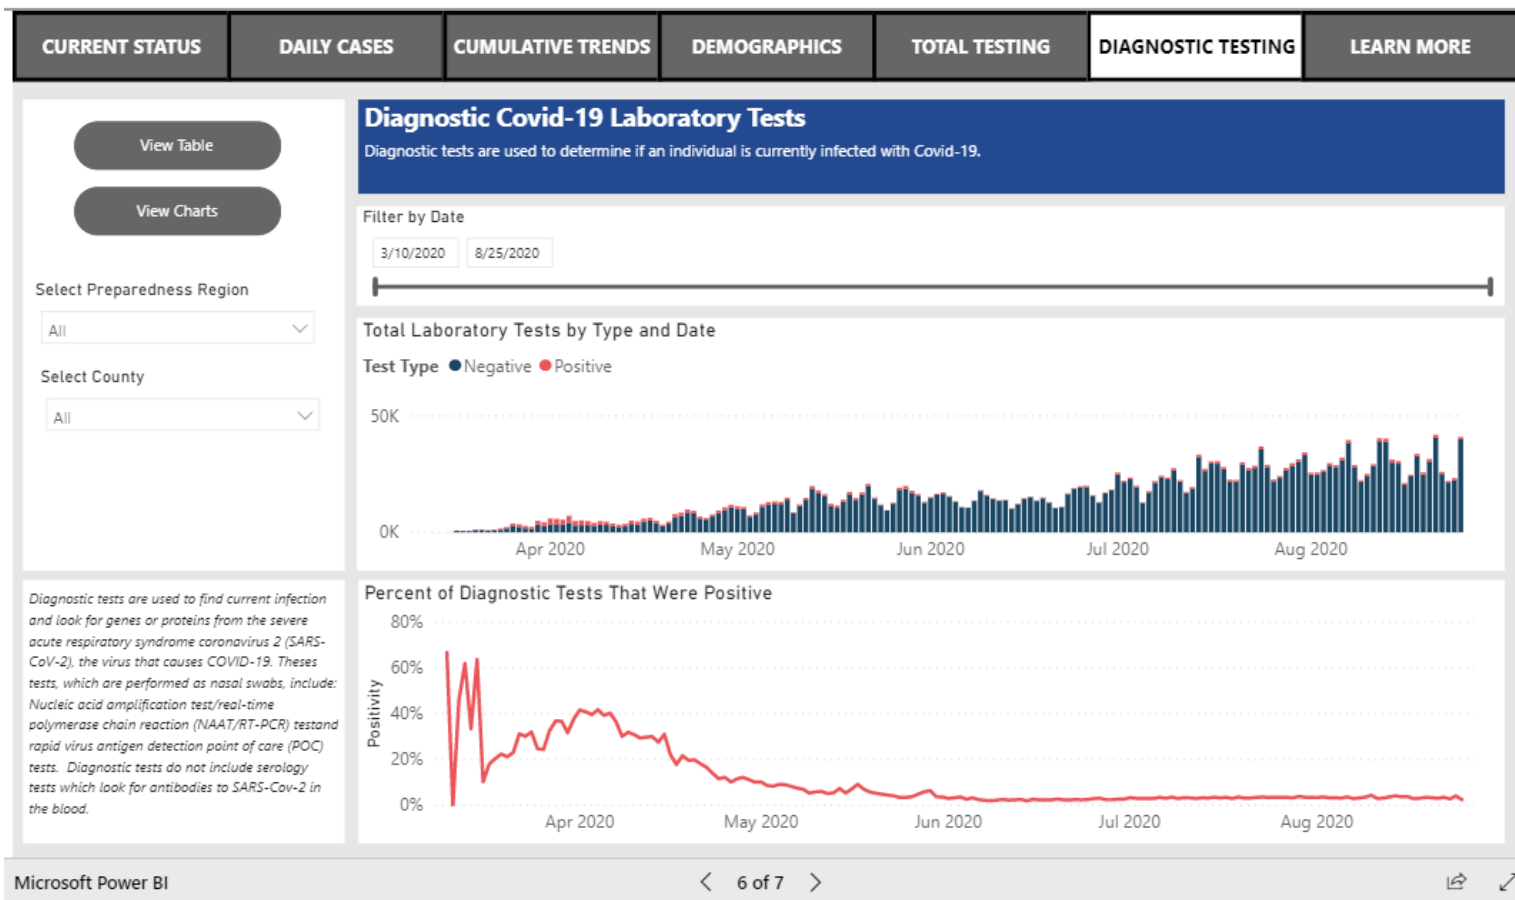 CURRENT STATUS
DAILY CASES
CUMULATIVE TRENDS
DEMOGRAPHICS
TOTAL TESTING
DIAGNOSTIC TESTING
LEARN MORE
View Table
View Charts
Select Preparedness Region
All
Select County
All
Diagnostic tests are used to find current infection
and look for genes or proteins from the severe
acute respiratory syndrome coronavirus 2 (SARS-
CoV-2), the virus that causes COVID-19. Theses
tests, which are performed as nasal swabs, include:
Nucleic acid amplification test/real-time
polymerase chain reaction (NAAT/RT-PCR) testand
rapid virus antigen detection point of care (POC)
tests. Diagnostic tests do not include serology
tests which look for antibodies to SARS-Cov-2 in
the blood.
Diagnostic Covid-19 Laboratory Tests
Diagnostic tests are used to determine if an individual is currently infected with Covid-19.
Filter by Date
3/10/2020 8/25/2020
Total Laboratory Tests by Type and Date
Test Type Negative Positive
50K
0K
Apr 2020 May 2020 Jun 2020 Jul 2020 Aug 2020
Percent of Diagnostic Tests That Were Positive
Positivity
80%
60%
40%
20%
0%
Apr 2020 May 2020 Jun 2020 Jul 2020 Aug 2020
Microsoft Power BI
6 of 7